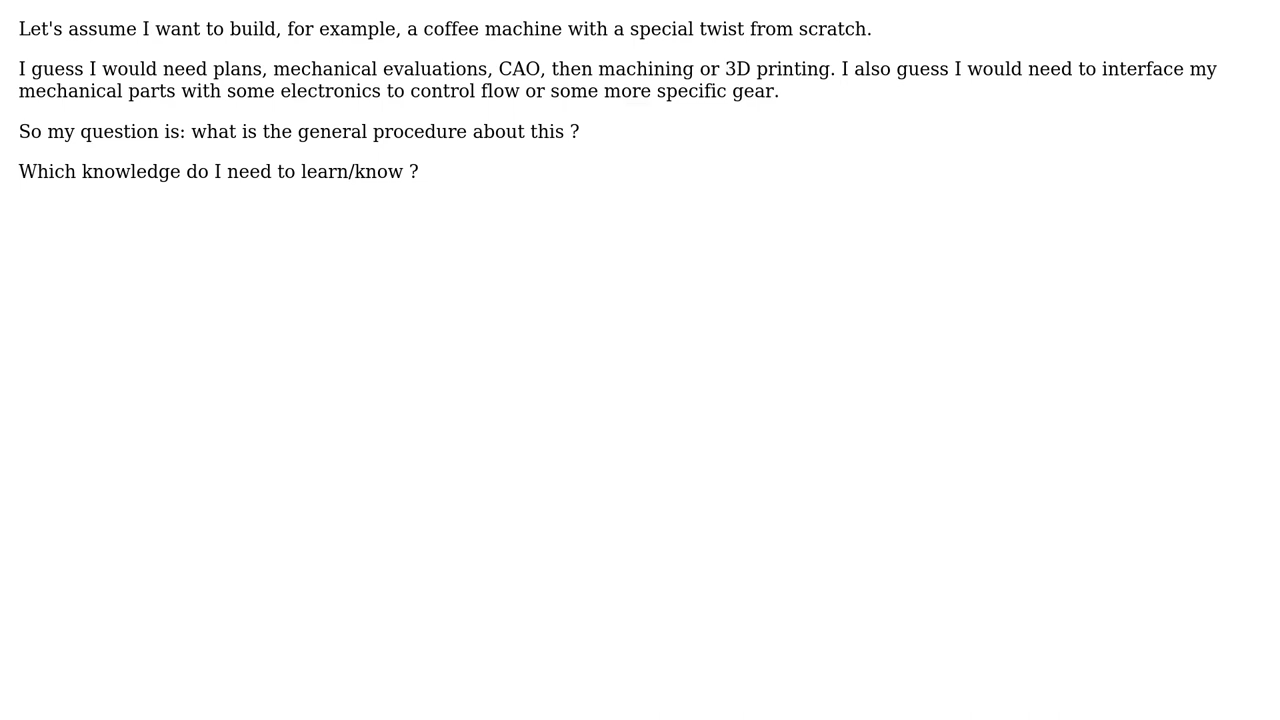 Let's assume I want to build, for example, a coffee machine with a special twist from scratch.
I guess I would need plans, mechanical evaluations, CAO, then machining or 3D printing. I also guess I would need to interface my
mechanical parts with some electronics to control flow or some more specific gear.
So my question is: what is the general procedure about this ?
Which knowledge do I need to learn/know ?